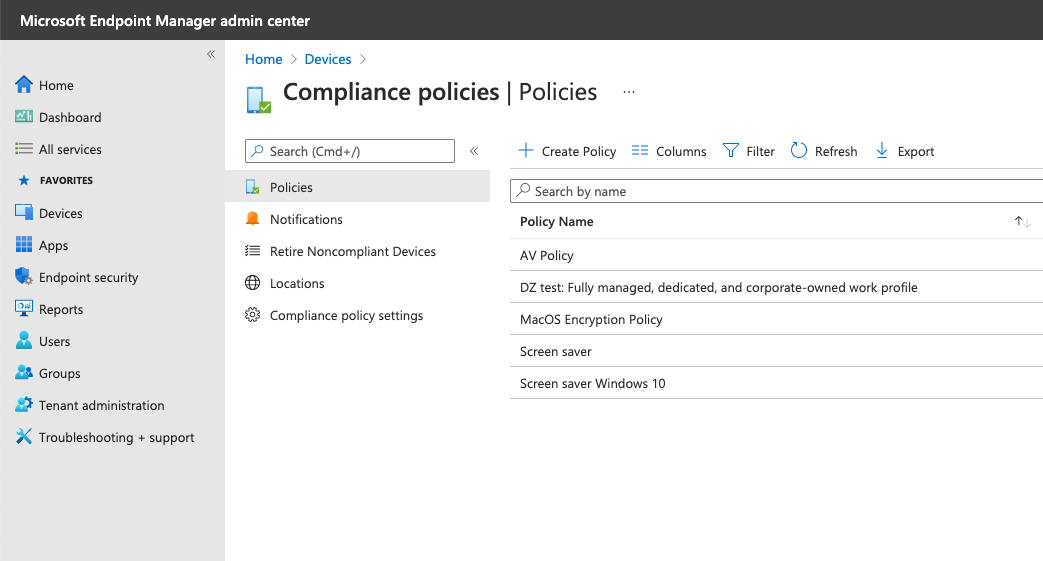 Microsoft Endpoint Manager admin center
«
Home
Dashboard
All services
FAVORITES
Devices
Apps
Endpoint security
Reports
Users
Groups
Tenant administration
Troubleshooting + support
Home > Devices >
Compliance policies | Policies ...
Search (Cmd+/) «
Policies
Notifications
Retire Noncompliant Devices
Locations
Compliance policy settings
Create Policy Columns Filter Refresh Export
Search by name
Policy Name ↑↓
AV Policy
DZ test: Fully managed, dedicated, and corporate-owned work profile
MacOS Encryption Policy
Screen saver
Screen saver Windows 10